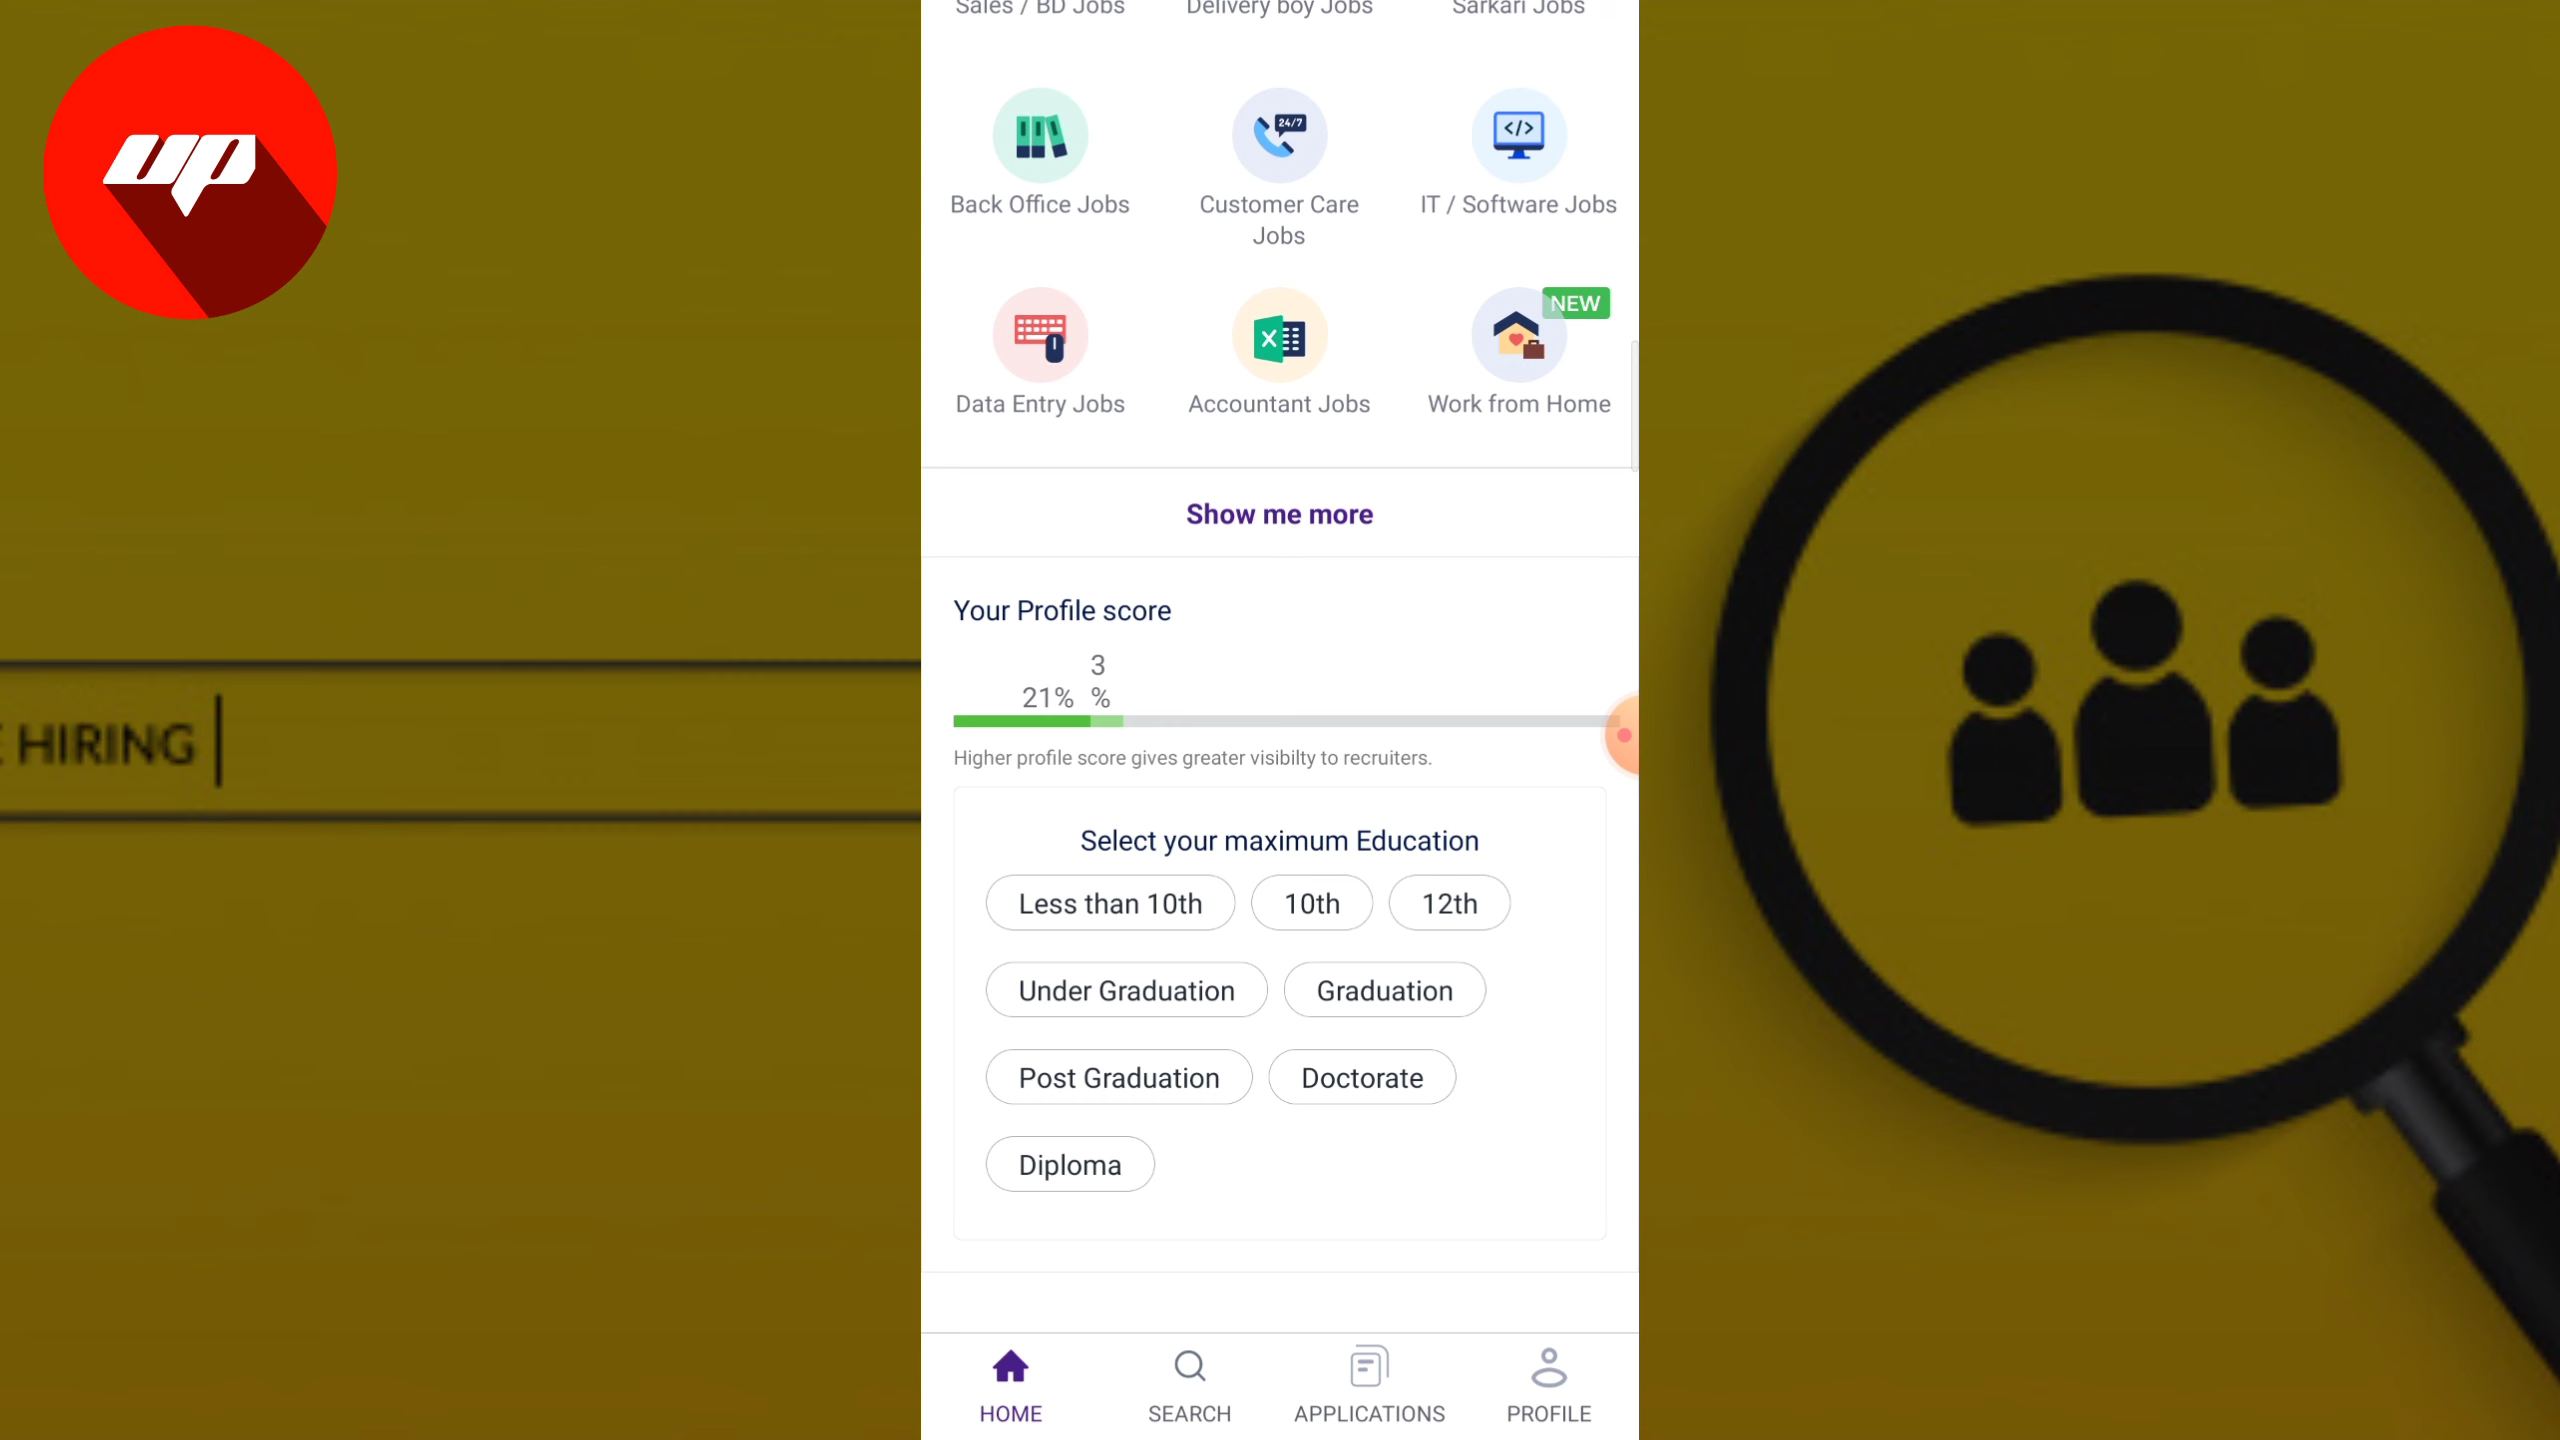 up
Sales / BD Jobs
Delivery boy Jobs
Sarkari Jobs
24/7
</>
Back Office Jobs
Customer Care
Jobs
IT / Software Jobs
NEW
X
Data Entry Jobs
Accountant Jobs
Work from Home
Show me more
Your Profile score
21%
3
%
HIRING
Higher profile score gives greater visibilty to recruiters.
Select your maximum Education
Less than 10th
10th
12th
Under Graduation
Graduation
Post Graduation
Doctorate
Diploma
HOME
SEARCH
APPLICATIONS
PROFILE